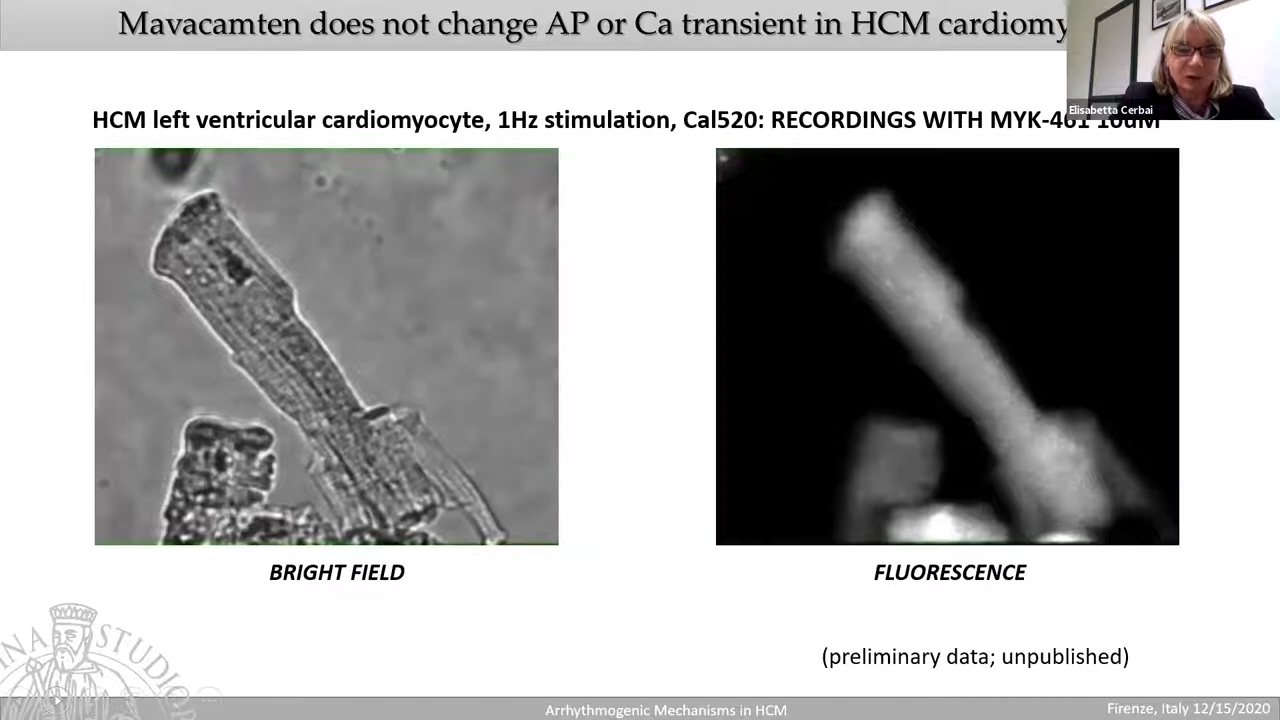 Mavacamten does not change AP or Ca transient in HCM
Elisabetta Cerbai
HCM left ventricular cardiomyocyte, 1Hz stimulation, Cal520: RECORDINGS WITH MYK-461 10uM
BRIGHT FIELD
FLUORESCENCE
(preliminary data; unpublished)
STUDIO
Arrhythmogenic Mechanisms in HCM
Firenze, Italy 12/15/2020